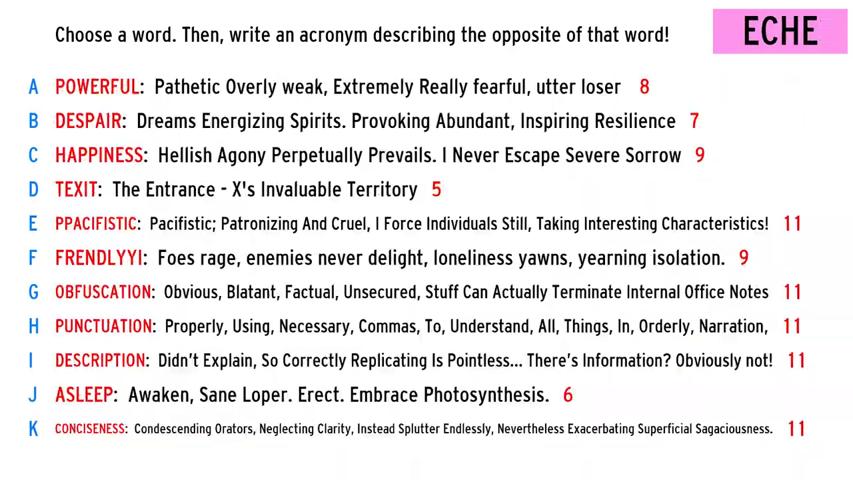 Choose a word. Then, write an acronym describing the opposite of that word!
ECHE
A POWERFUL: Pathetic Overly weak, Extremely Really fearful, utter loser 8
B DESPAIR: Dreams Energizing Spirits. Provoking Abundant, Inspiring Resilience 7
C HAPPINESS: Hellish Agony Perpetually Prevails. I Never Escape Severe Sorrow 9
D TEXIT: The Entrance - X's Invaluable Territory 5
E PPACIFISTIC: Pacifistic; Patronizing And Cruel, I Force Individuals Still, Taking Interesting Characteristics! 11
F FRENDLYYI: Foes rage, enemies never delight, loneliness yawns, yearning isolation. 9
G OBFUSCATION: Obvious, Blatant, Factual, Unsecured, Stuff Can Actually Terminate Internal Office Notes 11
H PUNCTUATION: Properly, Using, Necessary, Commas, To, Understand, All, Things, In, Orderly, Narration, 11
I DESCRIPTION: Didn't Explain, So Correctly Replicating Is Pointless... There's Information? Obviously not! 11
J ASLEEP: Awaken, Sane Loper. Erect. Embrace Photosynthesis. 6
K CONCISENESS: Condescending Orators, Neglecting Clarity, Instead Splutter Endlessly, Nevertheless Exacerbating Superficial Sagaciousness. 11